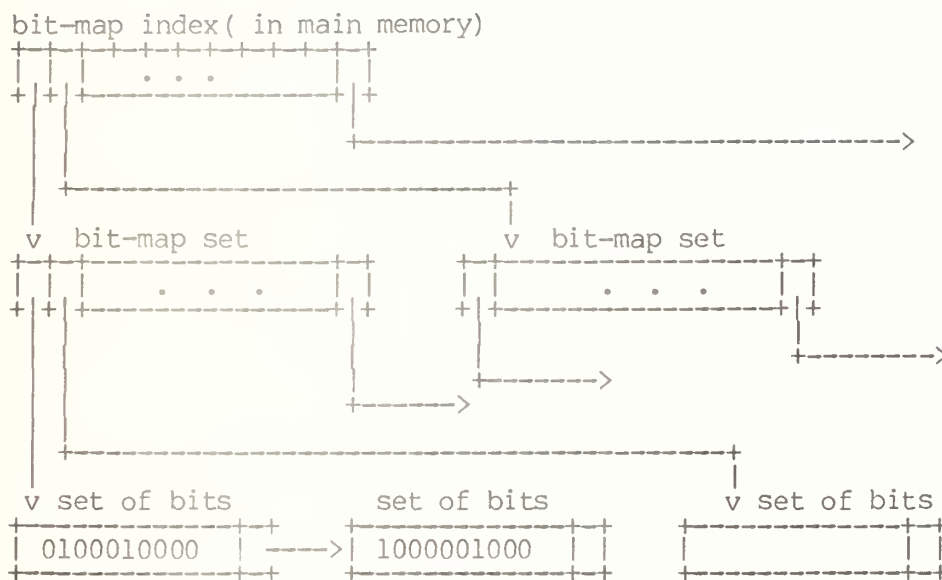 bit-map index( in main memory)
. . .
v bit-map set v bit-map set
. . . . . .
v set of bits set of bits v set of bits
0100010000 1000001000